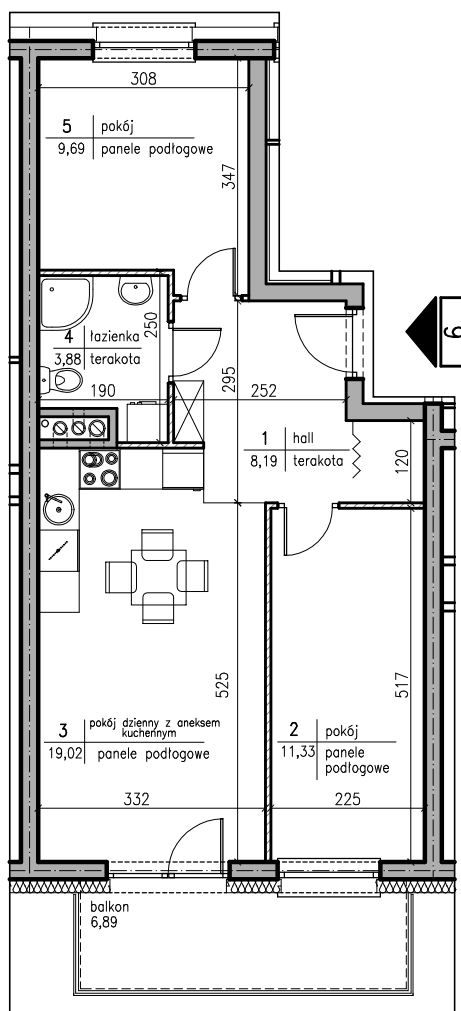 308
5 pokój
9,69 panele podłogowe
347
4 łazienka
3,88 terakota
250
190
295
252
6
1 hall
8,19 terakota
120
525
517
3 pokój dzienny z aneksem
kuchennym
19,02 panele podłogowe
2 pokój
11,33 panele
podłogowe
332
225
balkon
6,89